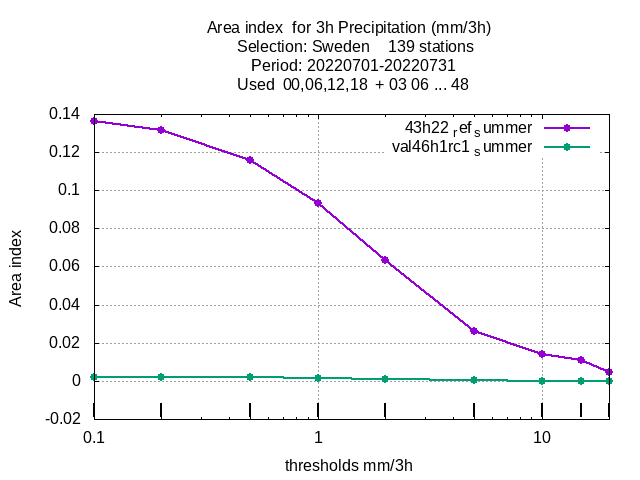 Area index  for 3h Precipitation (mm/3h)
Selection: Sweden    139 stations
Period: 20220701-20220731
Used  00,06,12,18  + 03 06 ... 48
43h22 ref summer
val46h1rc1 summer
0.14
0.12
0.1
0.08
0.06
0.04
0.02
0
-0.02
Area index
0.1 1 10
thresholds mm/3h